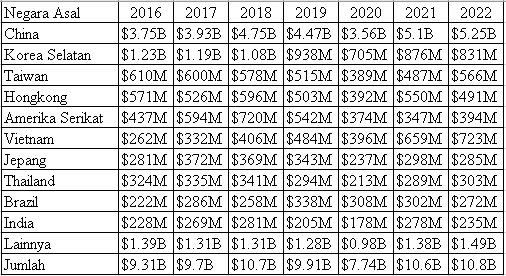 Negara Asal 2016 2017 2018 2019 2020 2021 2022
China $3.75B $3.93B $4.75B $4.47B $3.56B $5.1B $5.25B
Korea Selatan $1.23B $1.19B $1.08B $938M $705M $876M $831M
Taiwan $610M $600M $578M $515M $389M $487M $566M
Hongkong $571M $526M $596M $503M $392M $550M $491M
Amerika Serikat $437M $594M $720M $542M $374M $347M $394M
Vietnam $262M $332M $406M $484M $396M $659M $723M
Jepang $281M $372M $369M $343M $237M $298M $285M
Thailand $324M $335M $341M $294M $213M $289M $303M
Brazil $222M $286M $258M $338M $308M $302M $272M
India $228M $269M $281M $205M $178M $278M $235M
Lainnya $1.39B $1.31B $1.31B $1.28B $0.98B $1.38B $1.49B
Jumlah $9.31B $9.7B $10.7B $9.91B $7.74B $10.6B $10.8B